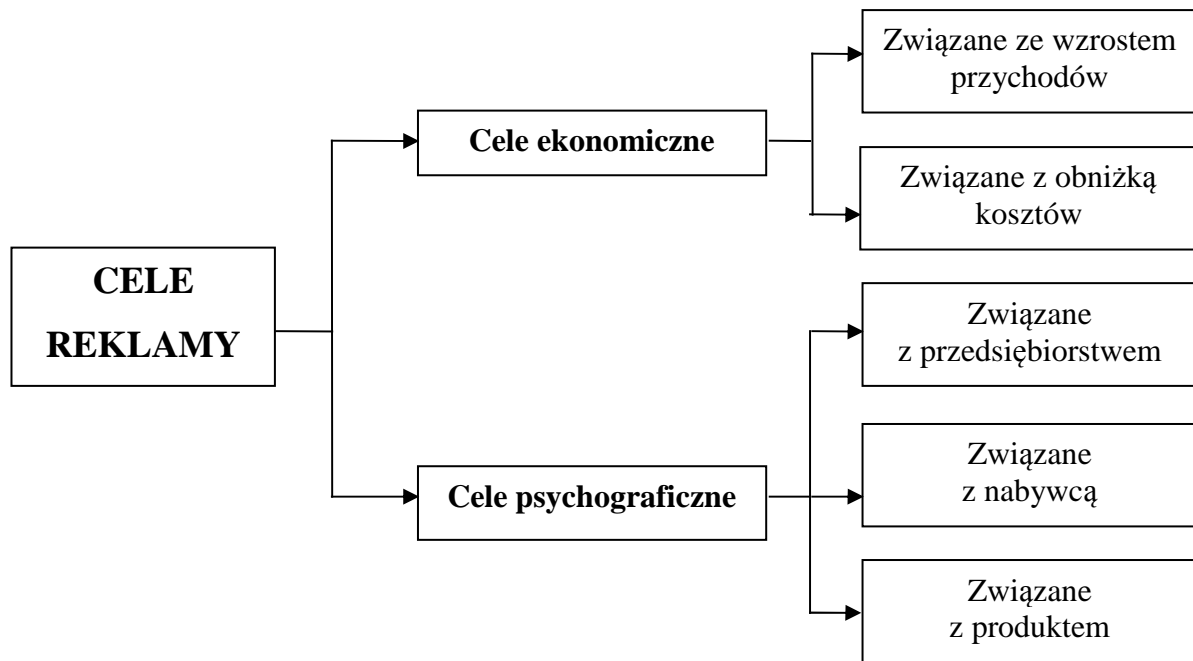 CELE
REKLAMY
Cele ekonomiczne
Związane ze wzrostem
przychodów
Związane z obniżką
kosztów
Cele psychograficzne
Związane
z przedsiębiorstwem
Związane
z nabywcą
Związane
z produktem